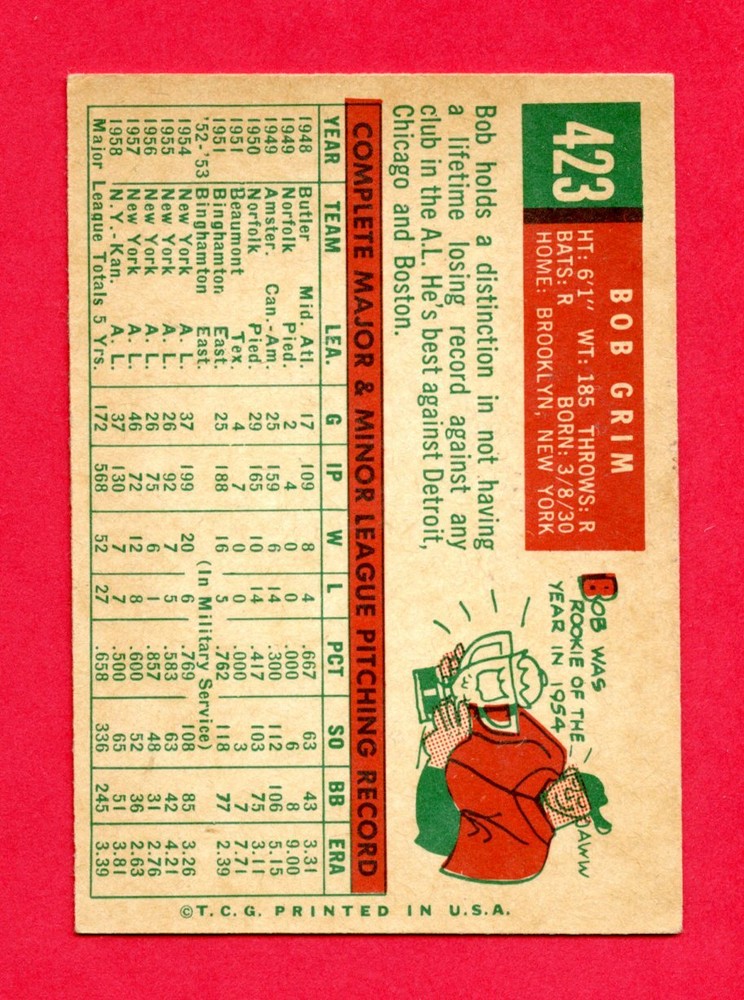 423
BOB GRIM
HT: 6'1" WT: 185 THROWS: R
BATS: R BORN: 3/8/30
HOME: BROOKLYN, NEW YORK
Bob holds a distinction in not having
a lifetime losing record against any
club in the A.L. He's best against Detroit,
Chicago and Boston.
BOB WAS
ROOKIE OF THE
YEAR IN 1954
AWW
COMPLETE MAJOR & MINOR LEAGUE PITCHING RECORD
YEAR TEAM LEA. G IP W L PCT SO BB ERA
1948 Butler Mid. Atl. 17 109 8 4 .667 63 43 3.31
1949 Norfolk Pied. 2 4 0 0 .000 6 8 9.00
1949 Amster. Can.-Am. 25 159 6 14 .300 112 106 5.15
1950 Norfolk Pied. 29 165 10 14 .417 103 75 3.11
1951 Beaumont Tex. 4 7 0 1 .000 3 7 7.71
1951 Binghamton East. 25 188 16 5 .762 118 77 2.39
'52-'53 Binghamton East. (In Military Service)
1954 New York A. L. 37 199 20 6 .769 108 85 3.26
1955 New York A. L. 26 92 7 5 .583 63 42 4.21
1956 New York A. L. 26 75 6 1 .857 48 31 2.76
1957 New York A. L. 46 72 12 8 .600 52 36 2.63
1958 N.Y.-Kan. A. L. 37 130 7 7 .500 65 51 3.81
Major League Totals 5 Yrs. 172 568 52 27 .658 336 245 3.39
©T.C.G. PRINTED IN U.S.A.